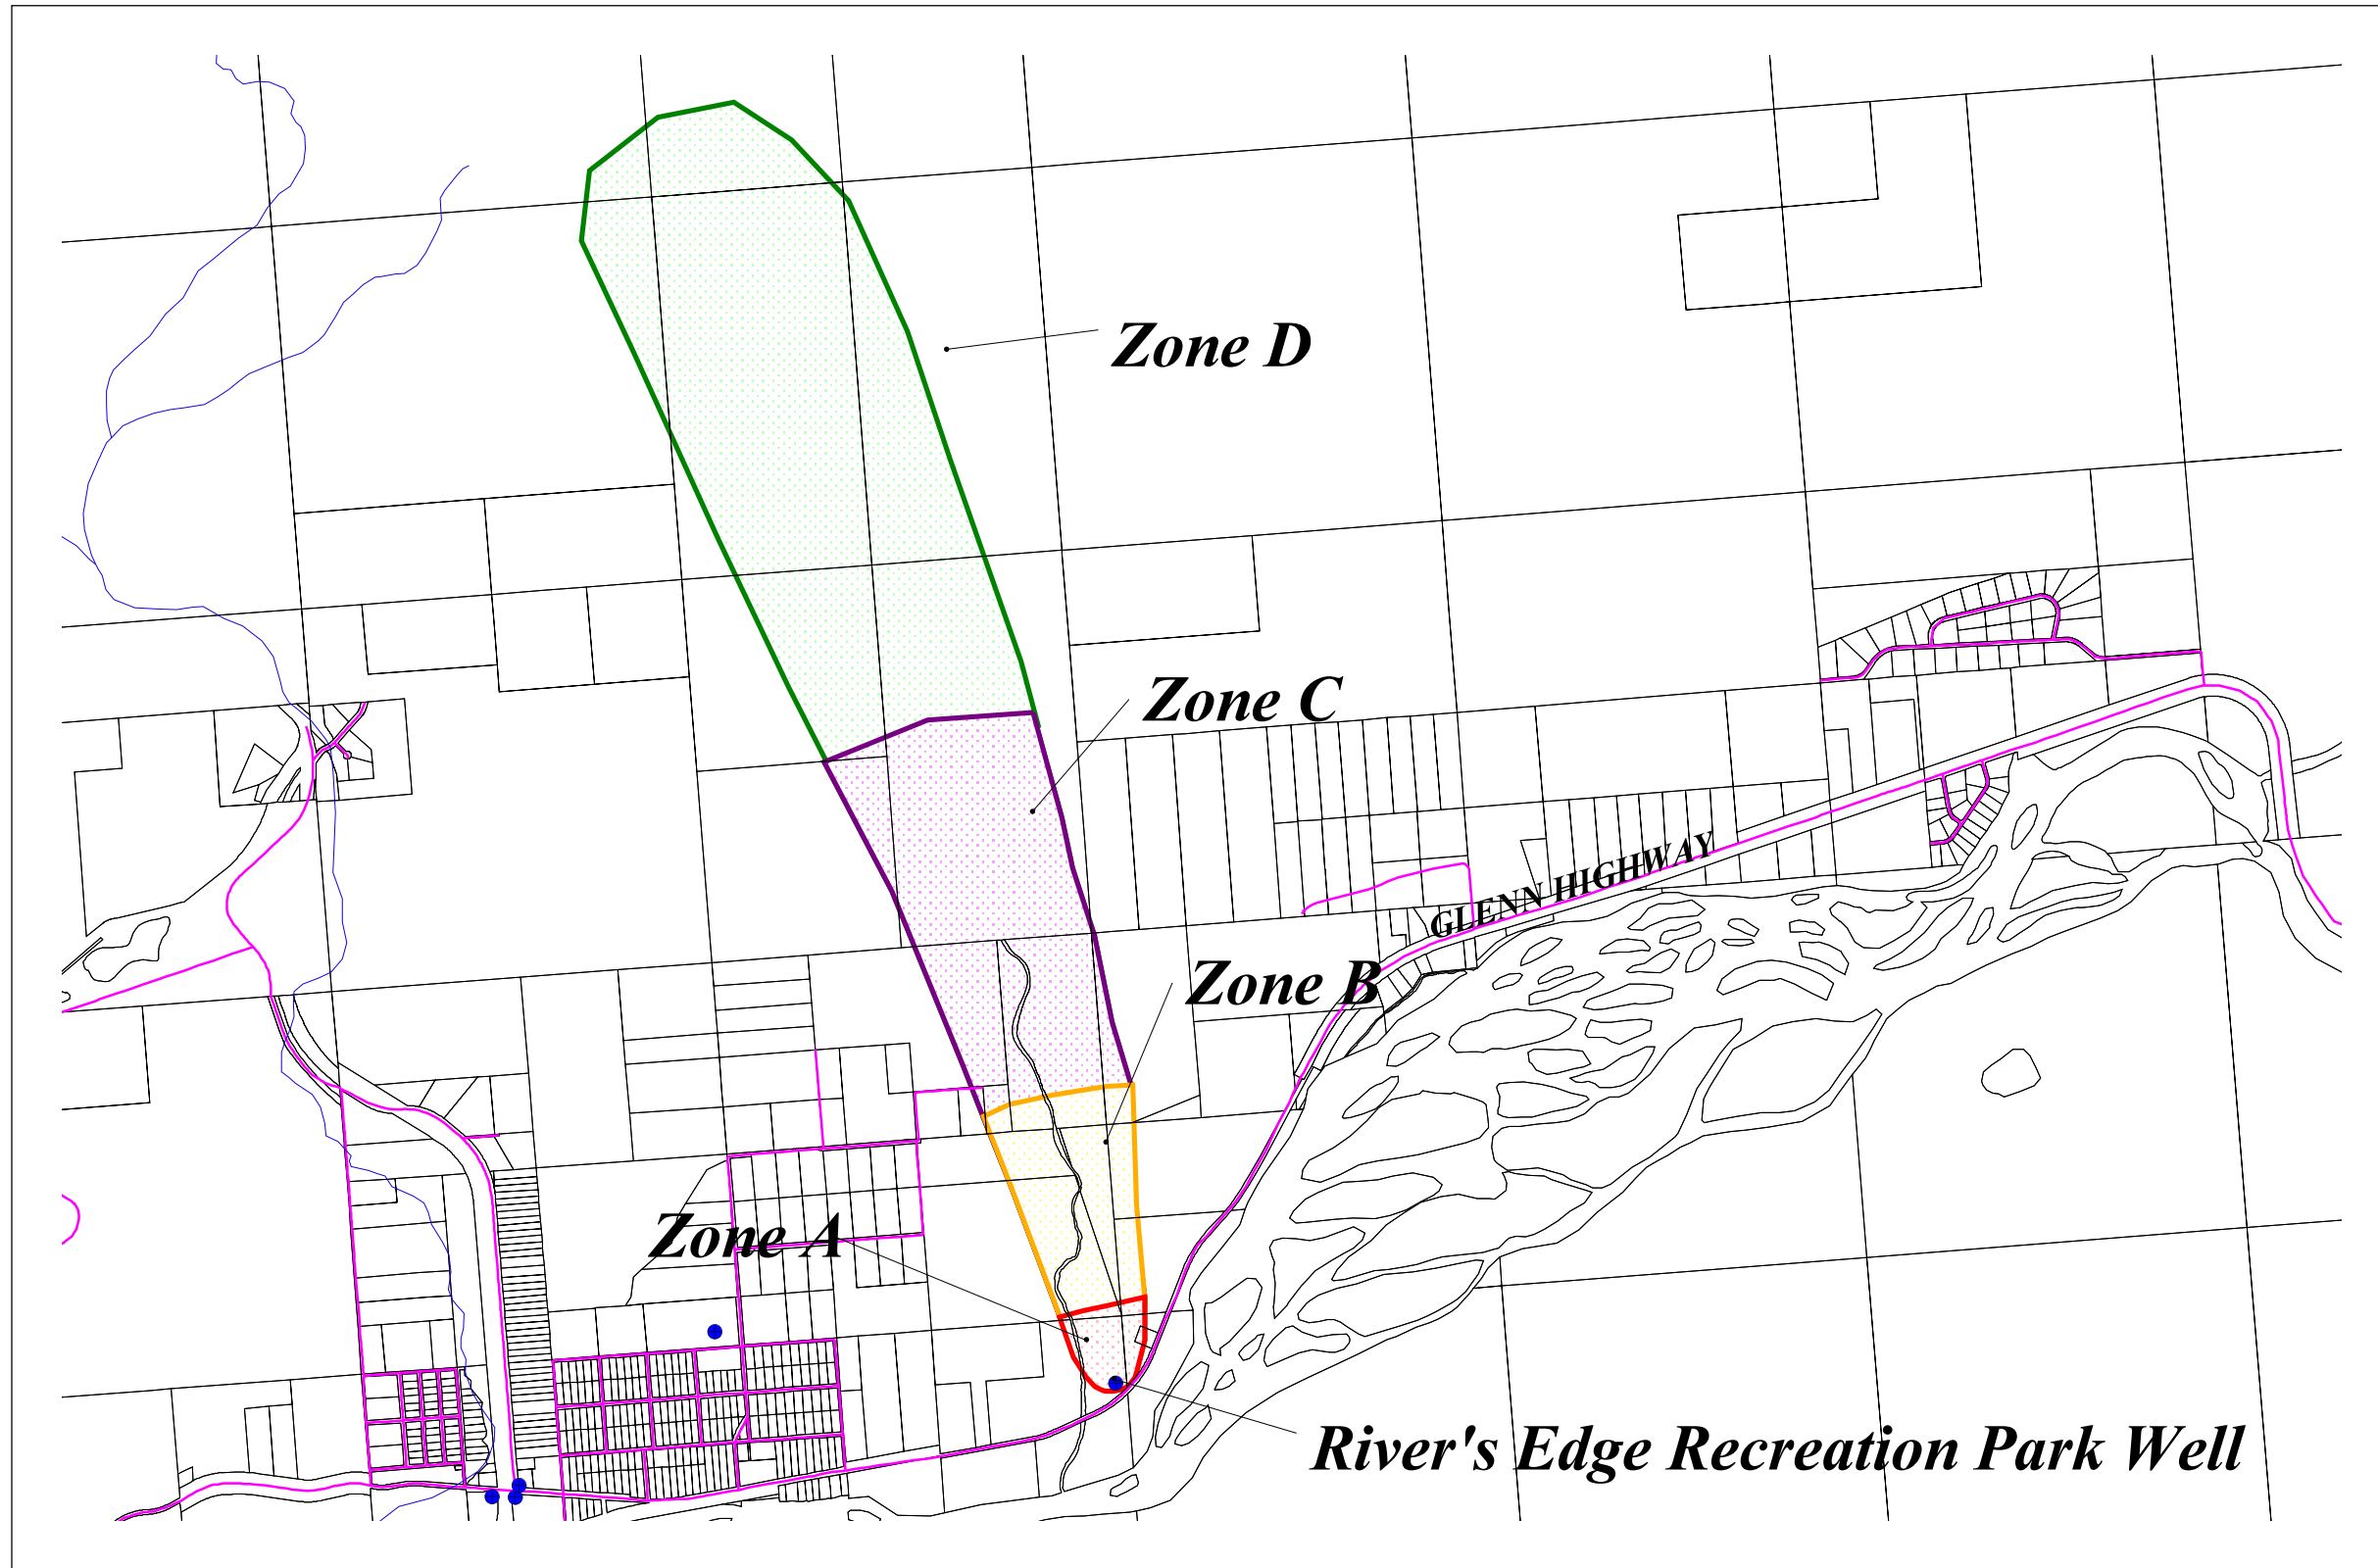 Zone D
Zone C
GLENN HIGHWAY
Zone B
Zone A
River's Edge Recreation Park Well